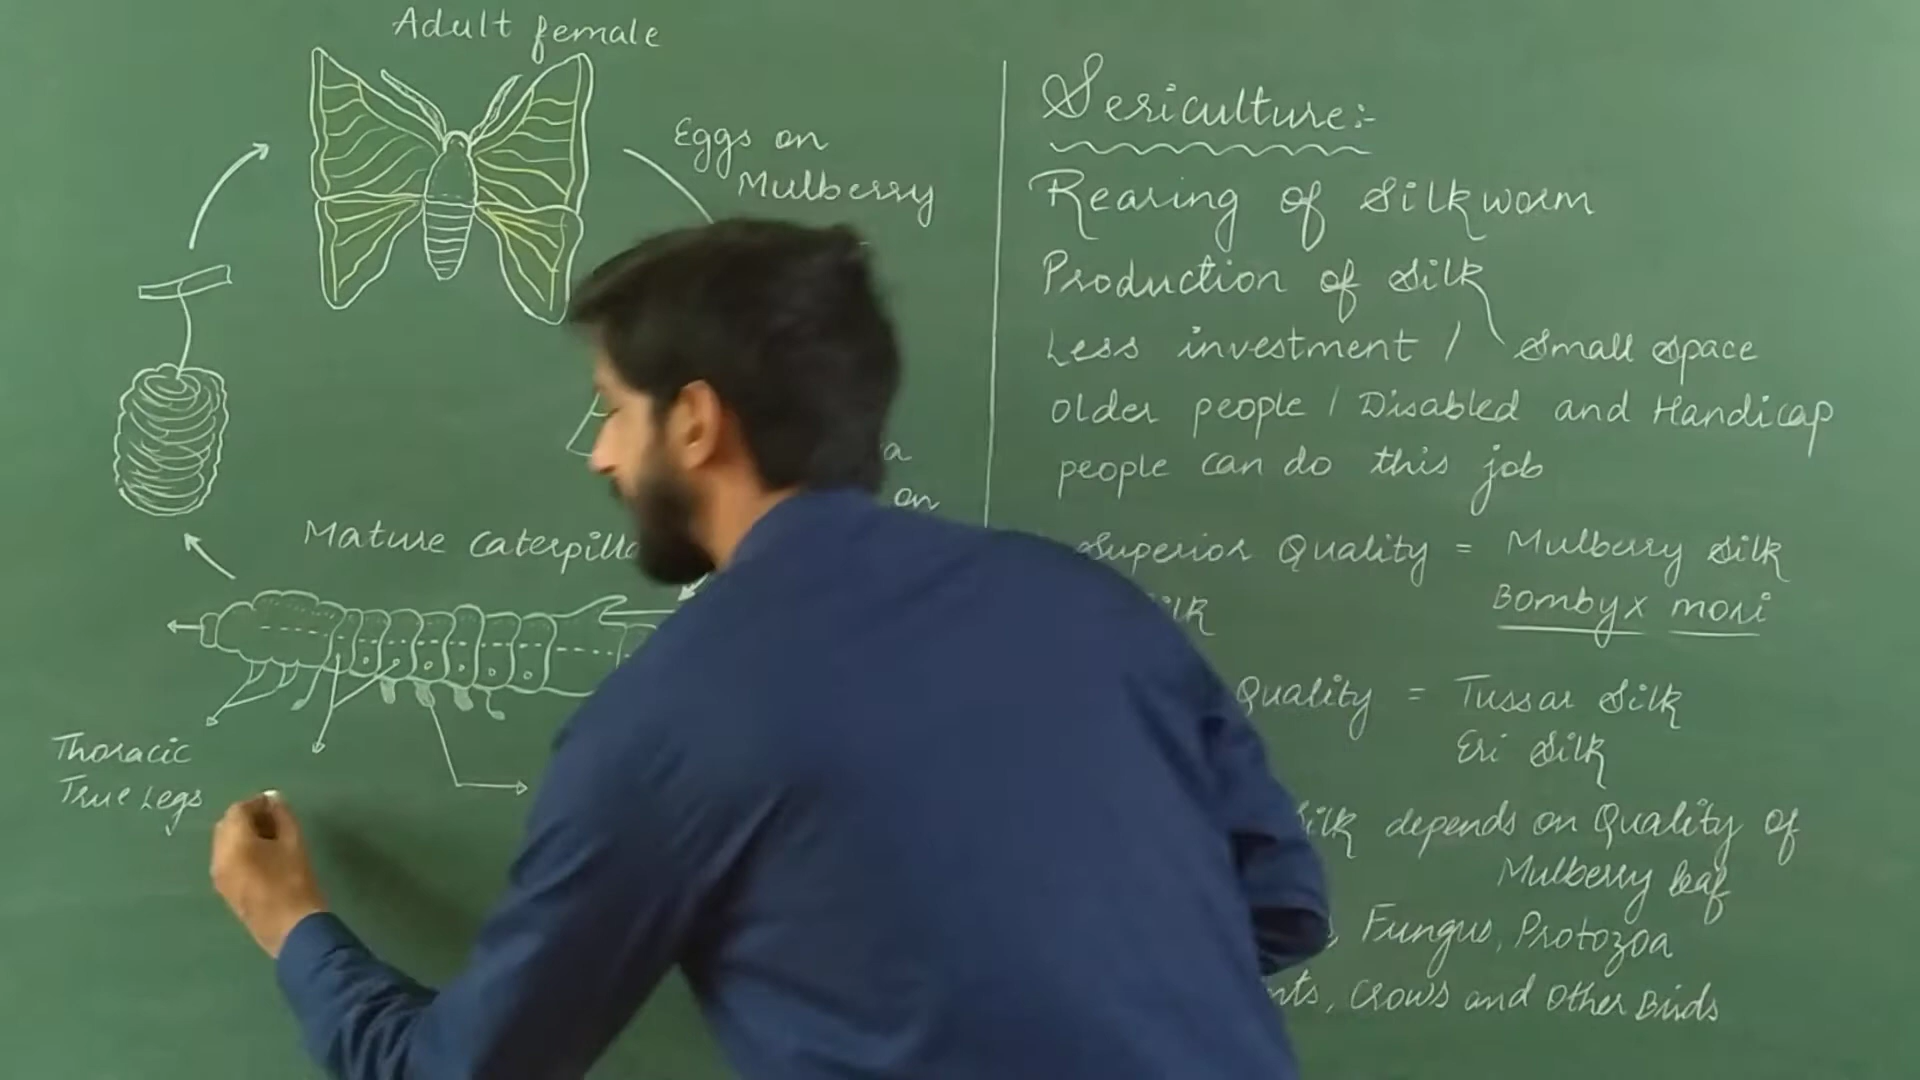 Adult female
Eggs on
Mulberry
on
Mature Caterpill
Thoracic
True Legs
Sericulture:-
Rearing of Silkworm
Production of Silk
Less investment / Small space
older people / Disabled and Handicap
people can do this job
Superior Quality = Mulberry Silk
Bombyx mori
Quality = Tussar Silk
Eri Silk
Silk depends on Quality of
Mulberry leaf
, Fungus, Protozoa
nts, Crows and Other Birds